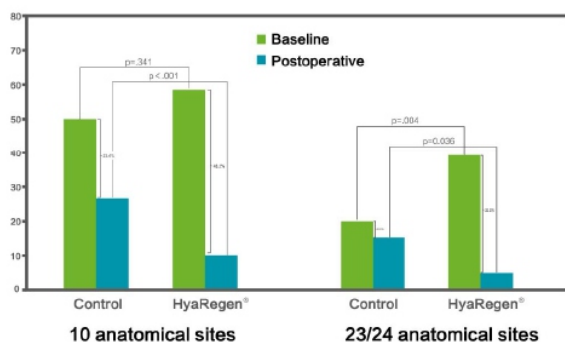 80
70
60
50
40
30
20
10
0
Baseline
Postoperative
p=.341
p<.001
p=.004
p=0.036
Control
HyaRegen®
Control
HyaRegen®
10 anatomical sites
23/24 anatomical sites